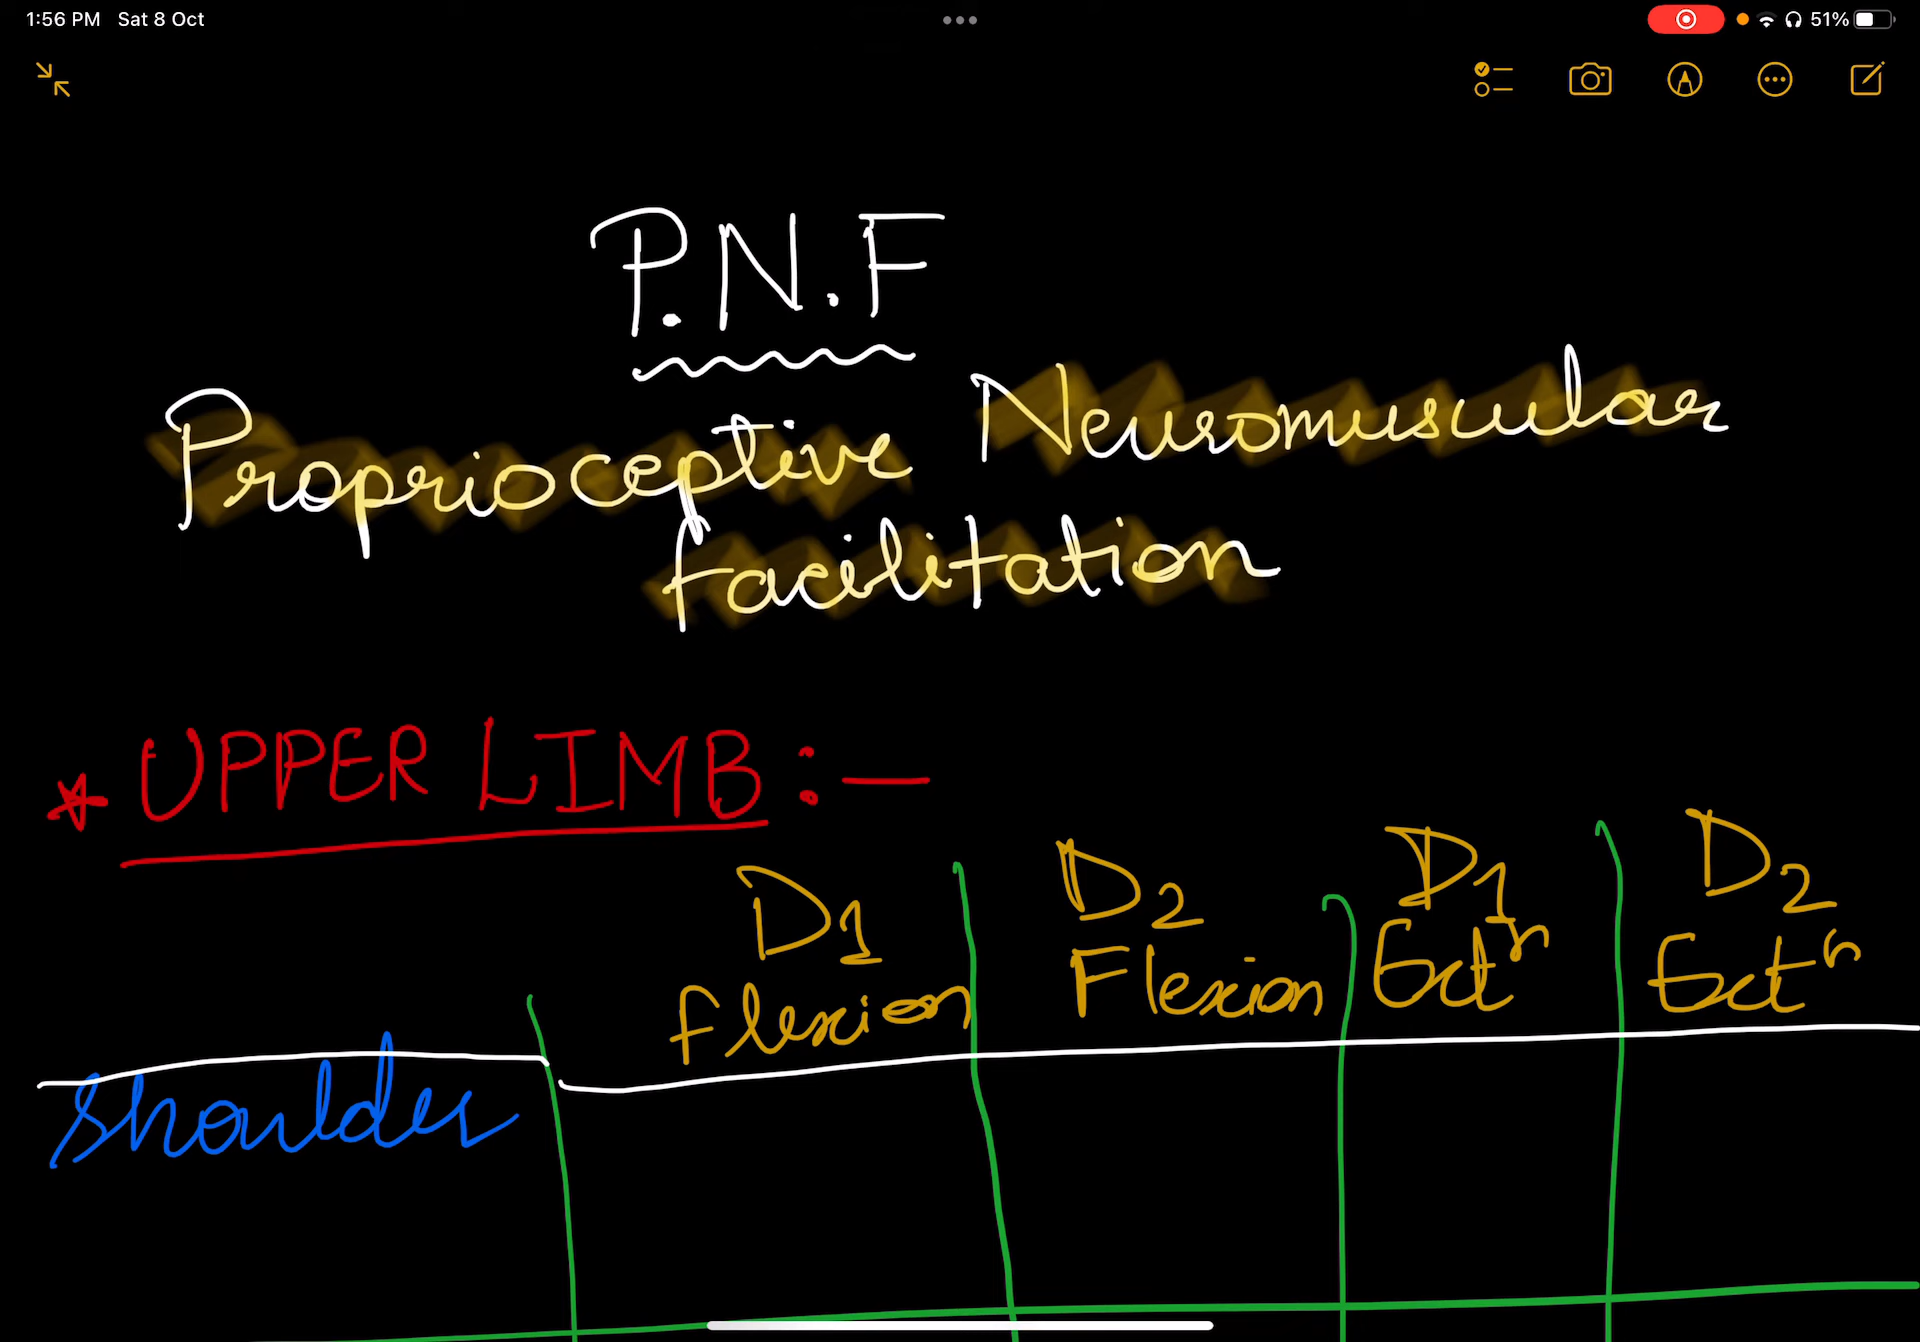 1:56 PM Sat 8 Oct
51%
P.N.F
Proprioceptive Neuromuscular
facilitation
* UPPER LIMB :—
D1 flexion
D2 Flexion
D1 Extn
D2 Extn
Shoulder